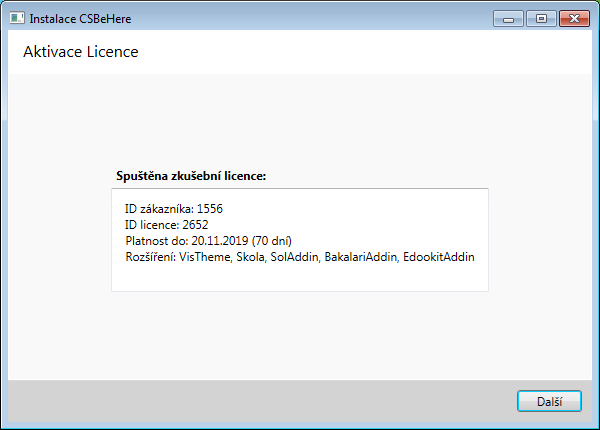 Instalace CSBeHere
Aktivace Licence
Spuštěna zkušební licence:
ID zákazníka: 1556
ID licence: 2652
Platnost do: 20.11.2019 (70 dní)
Rozšíření: VisTheme, Skola, SolAddin, BakalariAddin, EdookitAddin
Další